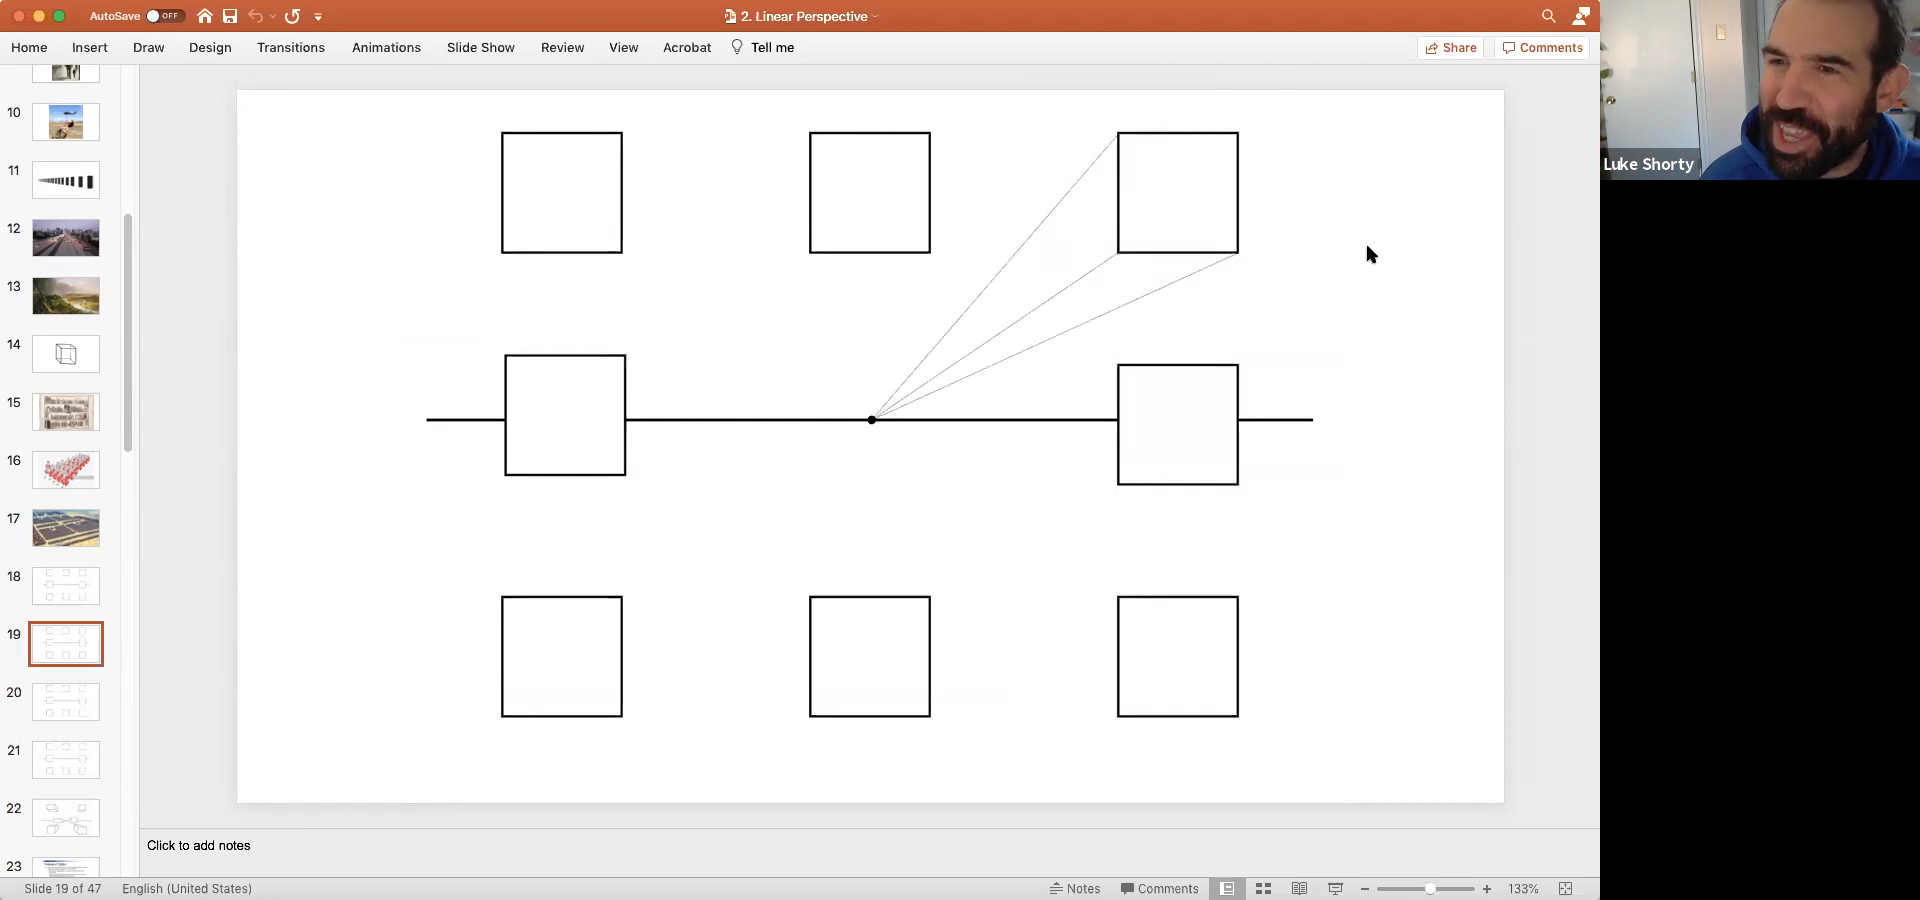 AutoSave OFF
2. Linear Perspective
Home Insert Draw Design Transitions Animations Slide Show Review View Acrobat Tell me
Share Comments
Luke Shorty
10
11
12
13
14
15
16
17
18
19
20
21
22
23
Click to add notes
Slide 19 of 47 English (United States)
Notes Comments 133%